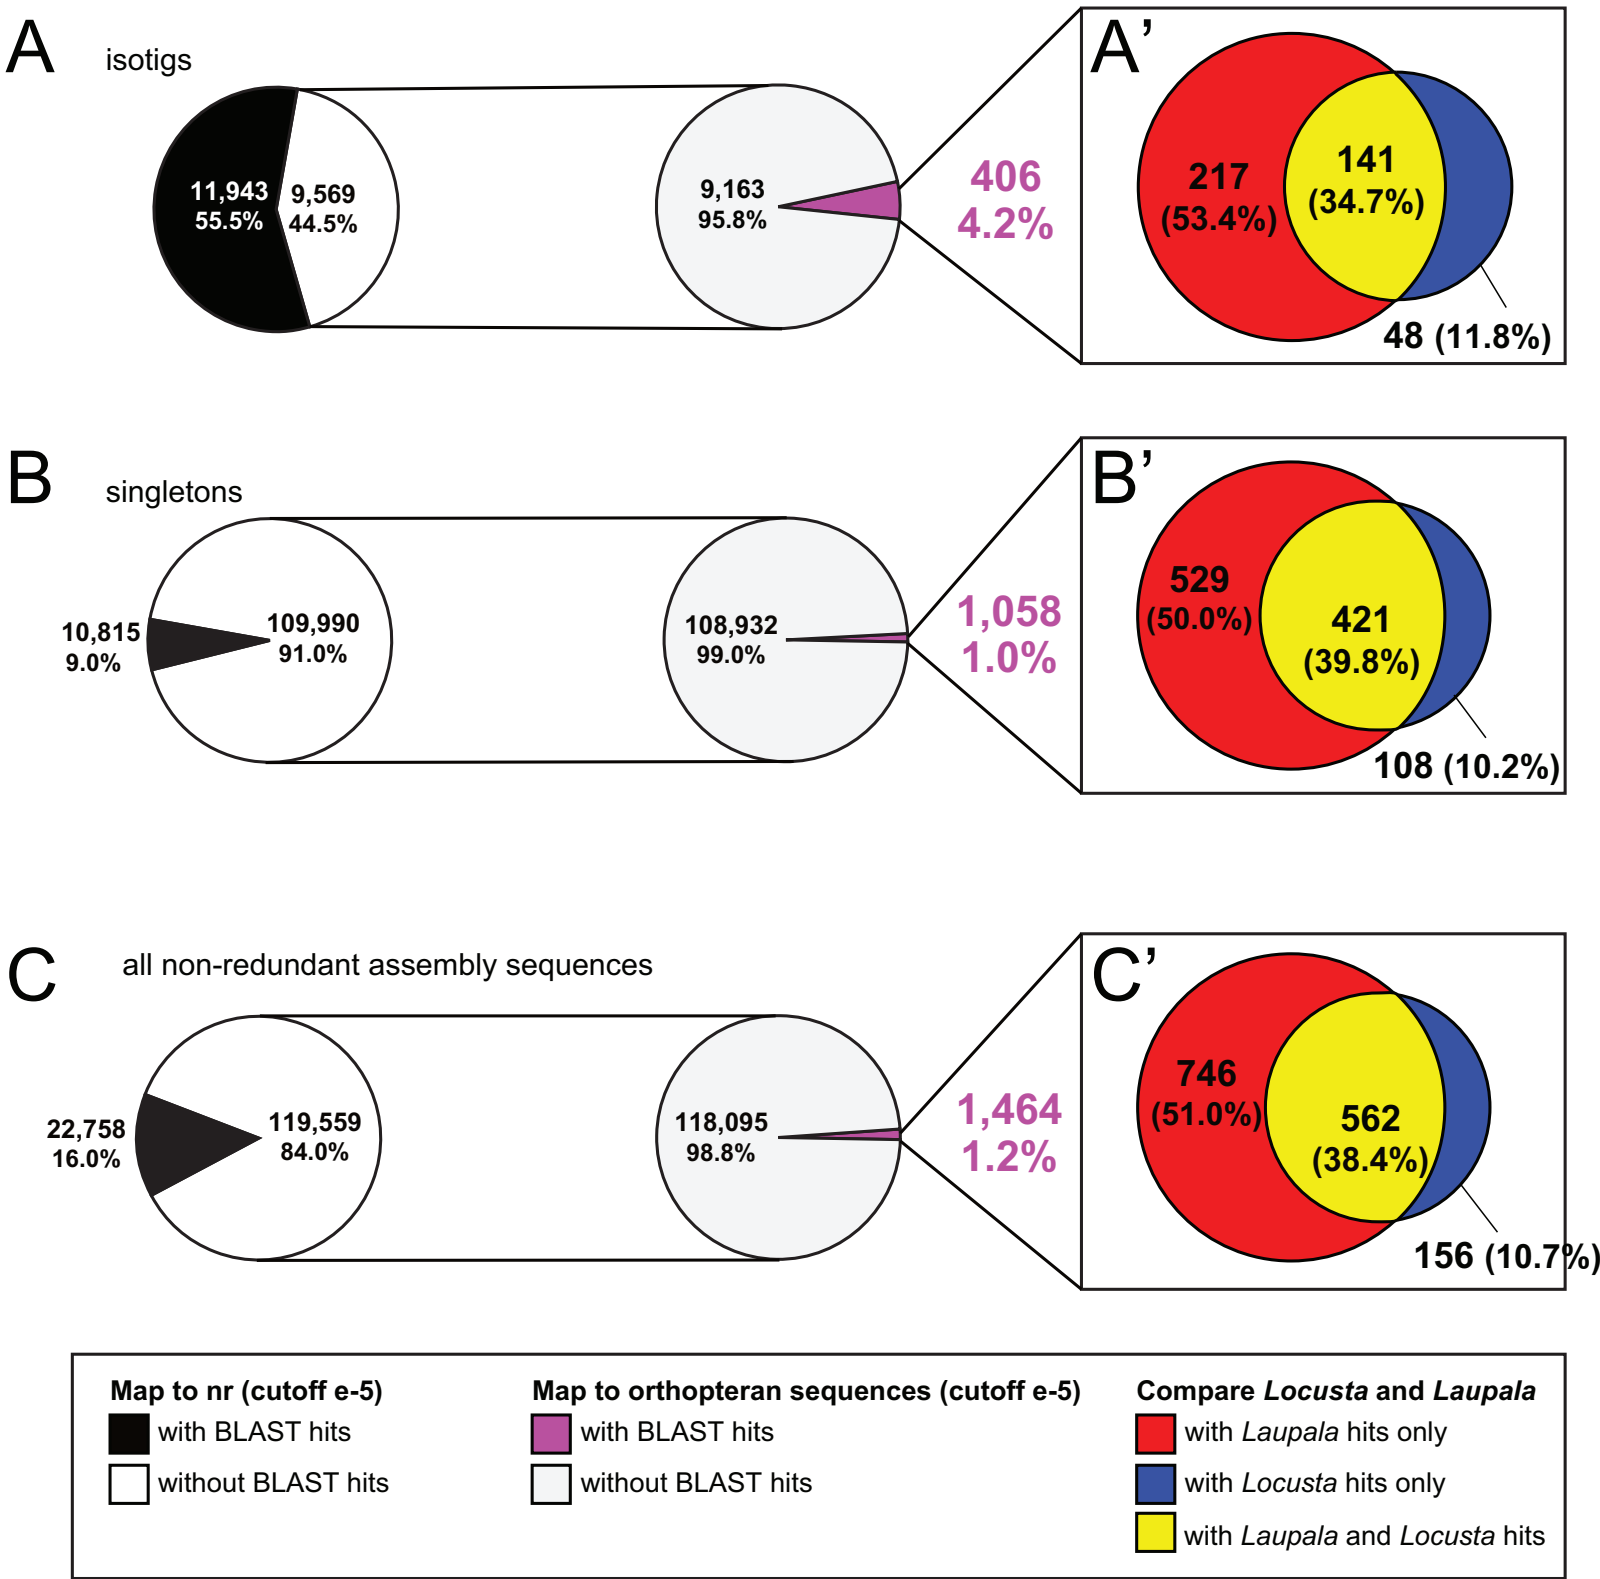 A
isotigs
11,943
55.5%
9,569
44.5%
9,163
95.8%
406
4.2%
A’
217
(53.4%)
141
(34.7%)
48 (11.8%)
B
singletons
10,815
9.0%
109,990
91.0%
108,932
99.0%
1,058
1.0%
B’
529
(50.0%)
421
(39.8%)
108 (10.2%)
C
all non-redundant assembly sequences
22,758
16.0%
119,559
84.0%
118,095
98.8%
1,464
1.2%
C’
746
(51.0%)
562
(38.4%)
156 (10.7%)
Map to nr (cutoff e-5)
with BLAST hits
without BLAST hits
Map to orthopteran sequences (cutoff e-5)
with BLAST hits
without BLAST hits
Compare Locusta and Laupala
with Laupala hits only
with Locusta hits only
with Laupala and Locusta hits